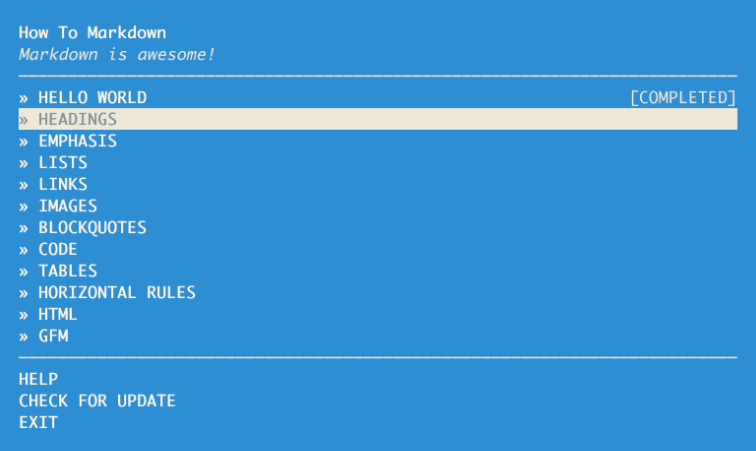 How To Markdown
Markdown is awesome!
» HELLO WORLD [COMPLETED]
» HEADINGS
» EMPHASIS
» LISTS
» LINKS
» IMAGES
» BLOCKQUOTES
» CODE
» TABLES
» HORIZONTAL RULES
» HTML
» GFM
HELP
CHECK FOR UPDATE
EXIT